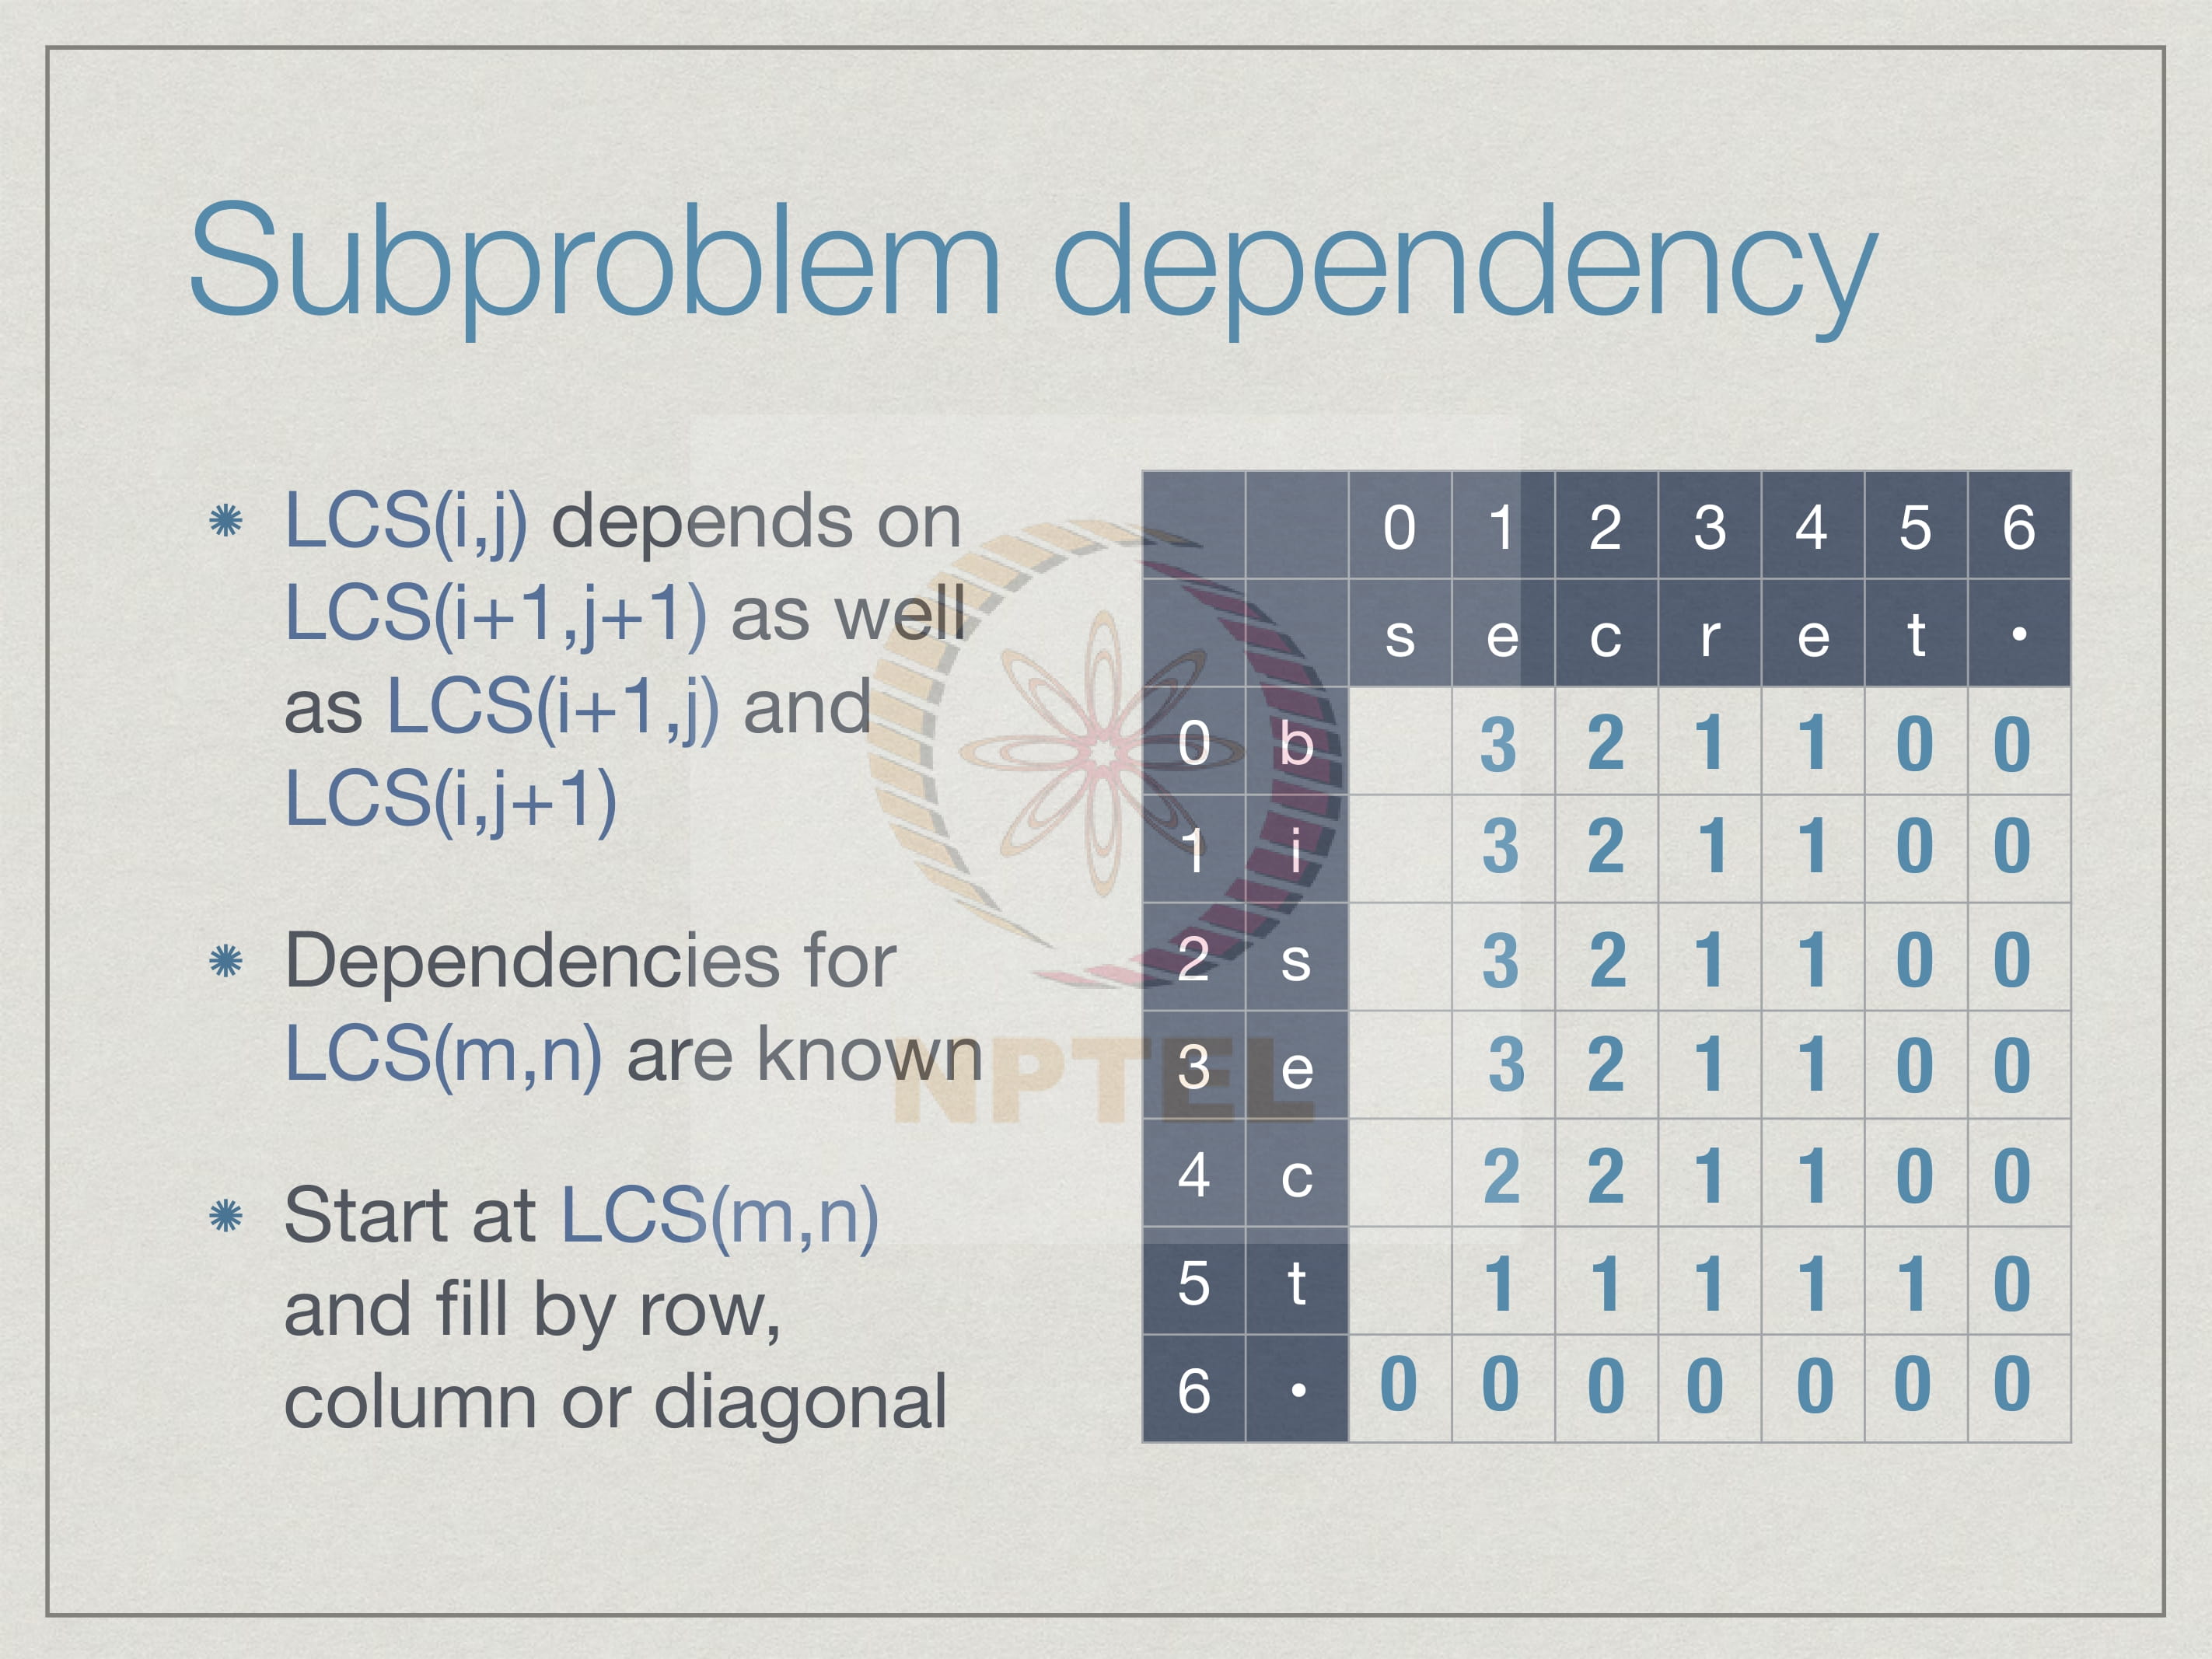 Subproblem dependency
LCS(i,j) depends on
LCS(i+1,j+1) as well
as LCS(i+1,j) and
LCS(i,j+1)
Dependencies for
LCS(m,n) are known
Start at LCS(m,n)
and fill by row,
column or diagonal
0 1 2 3 4 5 6
s e c r e t •
0 b 3 2 1 1 0 0
1 i 3 2 1 1 0 0
2 s 3 2 1 1 0 0
3 e 3 2 1 1 0 0
4 c 2 2 1 1 0 0
5 t 1 1 1 1 1 0
6 • 0 0 0 0 0 0 0
NPTEL